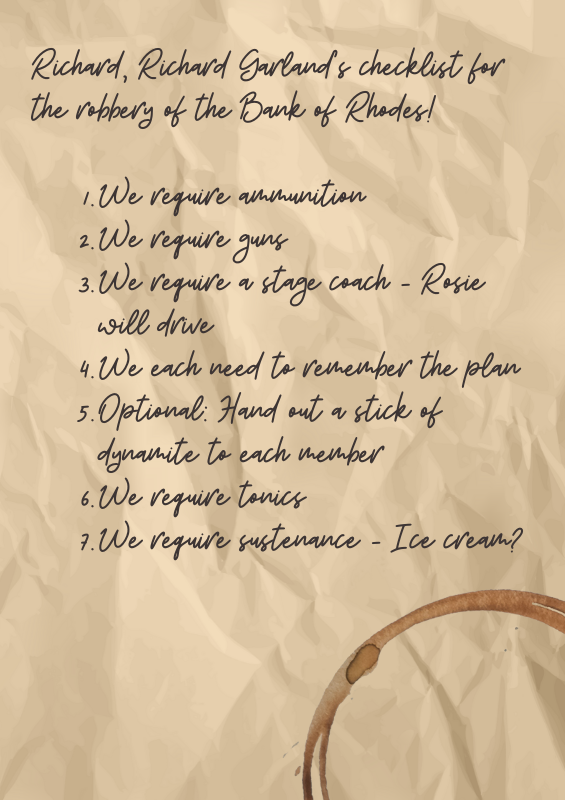 Richard, Richard Garland's checklist for
the robbery of the Bank of Rhodes!
1. We require ammunition
2. We require guns
3. We require a stage coach - Rosie
will drive
4. We each need to remember the plan
5. Optional: Hand out a stick of
dynamite to each member
6. We require tonics
7. We require sustenance - Ice cream?